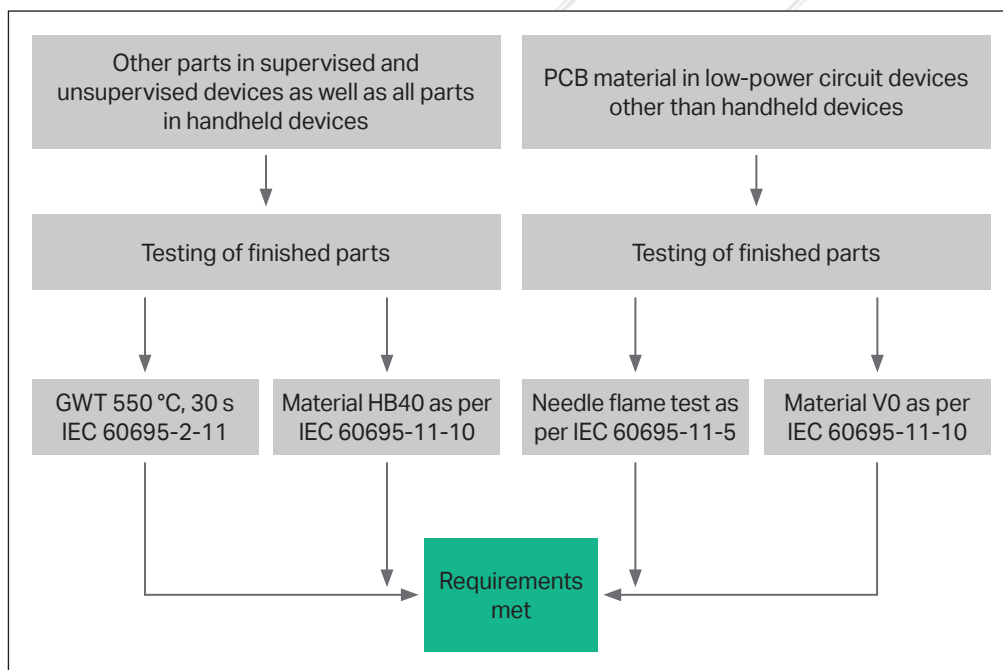 Other parts in supervised and
unsupervised devices as well as all parts
in handheld devices
PCB material in low-power circuit devices
other than handheld devices
Testing of finished parts
Testing of finished parts
GWT 550 °C, 30 s
IEC 60695-2-11
Material HB40 as per
IEC 60695-11-10
Needle flame test as
per IEC 60695-11-5
Material V0 as per
IEC 60695-11-10
Requirements
met